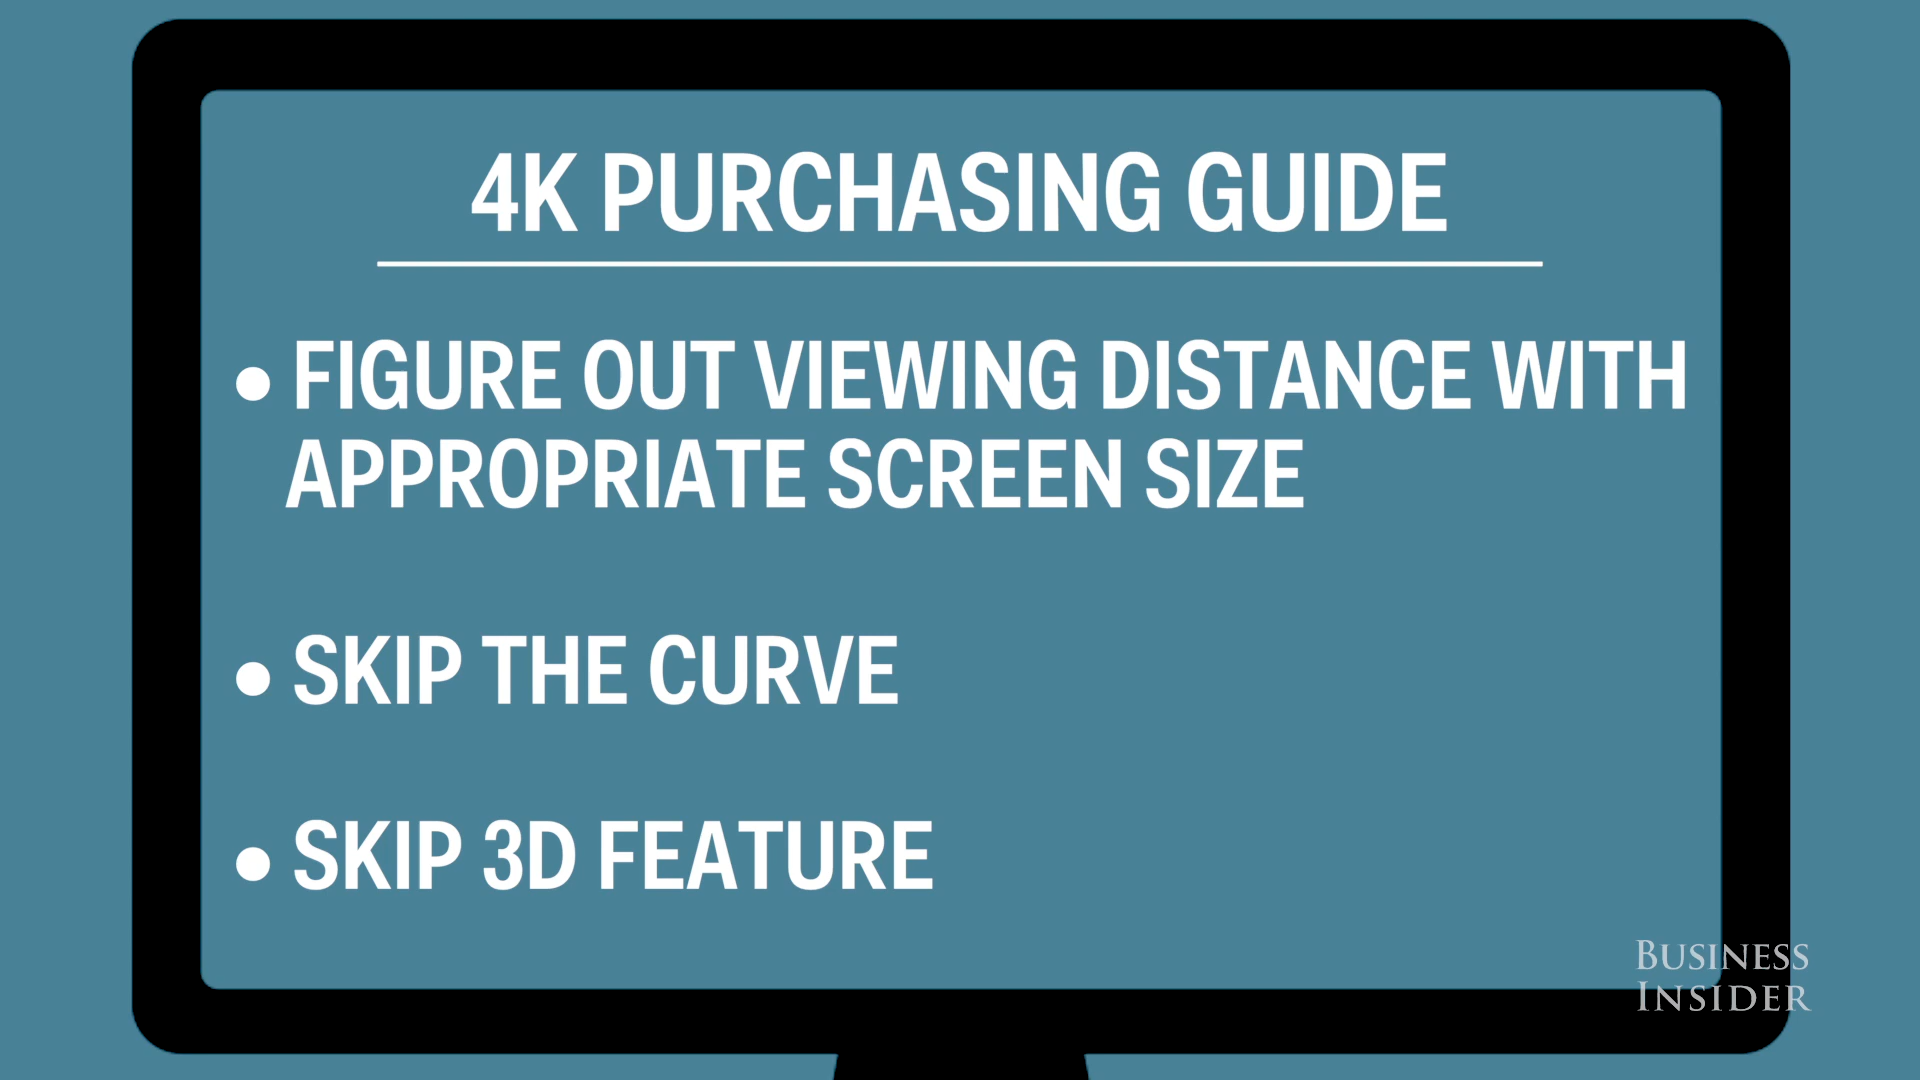 4K PURCHASING GUIDE
• FIGURE OUT VIEWING DISTANCE WITH
APPROPRIATE SCREEN SIZE
• SKIP THE CURVE
• SKIP 3D FEATURE
BUSINESS
INSIDER